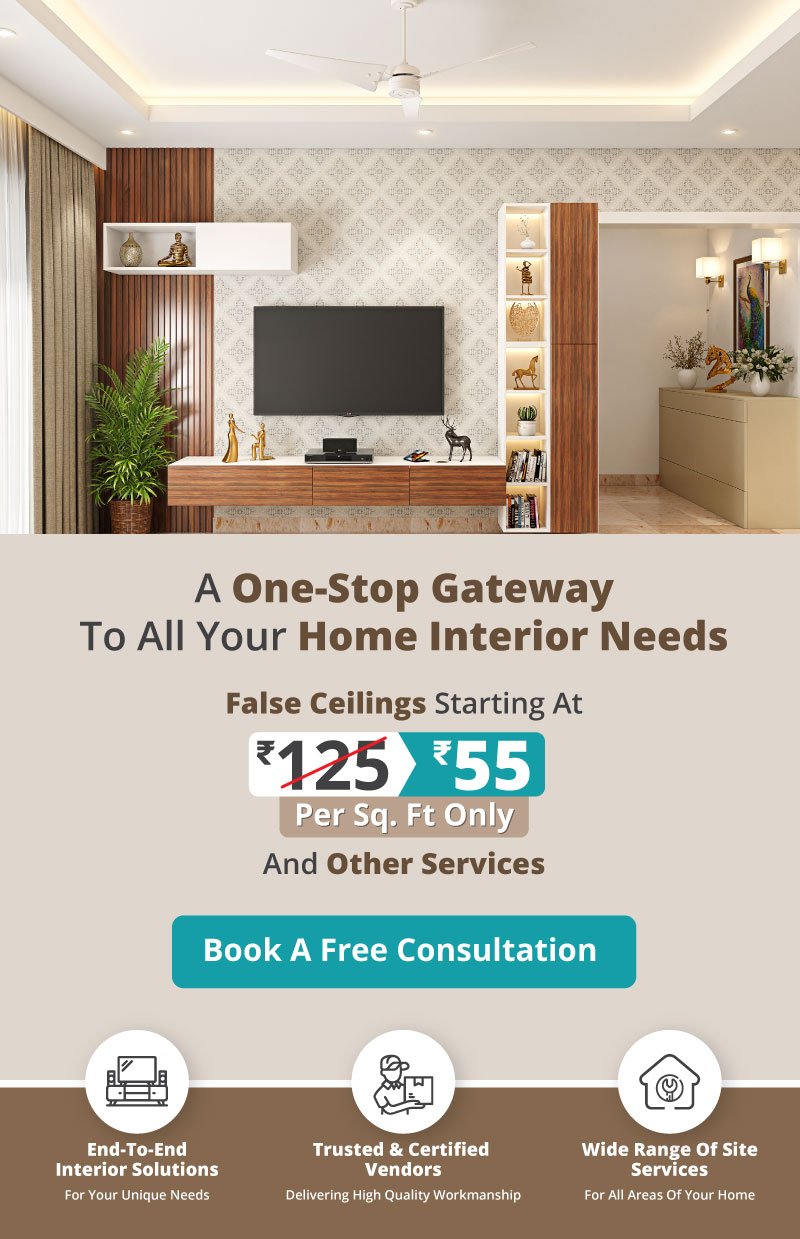 A One-Stop Gateway
To All Your Home Interior Needs
False Ceilings Starting At
₹125 ₹55
Per Sq. Ft Only
And Other Services
Book A Free Consultation
End-To-End
Interior Solutions
For Your Unique Needs
Trusted & Certified
Vendors
Delivering High Quality Workmanship
Wide Range Of Site
Services
For All Areas Of Your Home